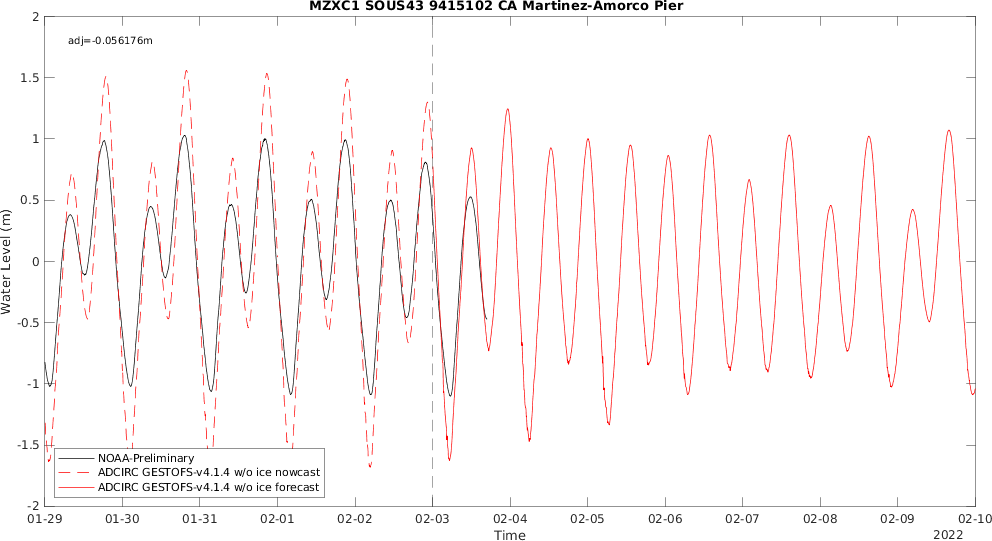 MZXC1 SOUS43 9415102 CA Martinez-Amorco Pier
adj=-0.056176m
Water Level (m)
2
1.5
1
0.5
0
-0.5
-1
-1.5
-2
NOAA-Preliminary
ADCIRC GESTOFS-v4.1.4 w/o ice nowcast
ADCIRC GESTOFS-v4.1.4 w/o ice forecast
01-29 01-30 01-31 02-01 02-02 02-03 02-04 02-05 02-06 02-07 02-08 02-09 02-10
Time
2022